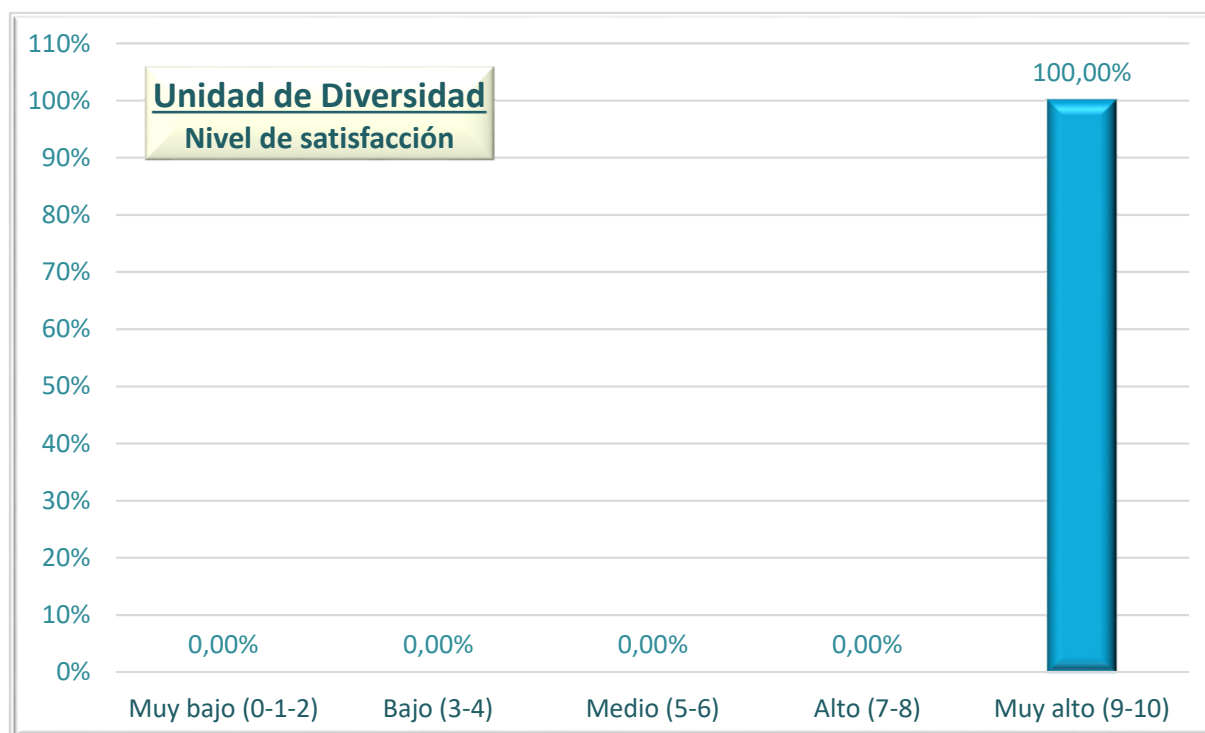 110%
100,00%
Unidad de Diversidad
Nivel de satisfacción
100%
90%
80%
70%
60%
50%
40%
30%
20%
10%
0%
0,00%
0,00%
0,00%
0,00%
Muy bajo (0-1-2)
Bajo (3-4)
Medio (5-6)
Alto (7-8)
Muy alto (9-10)